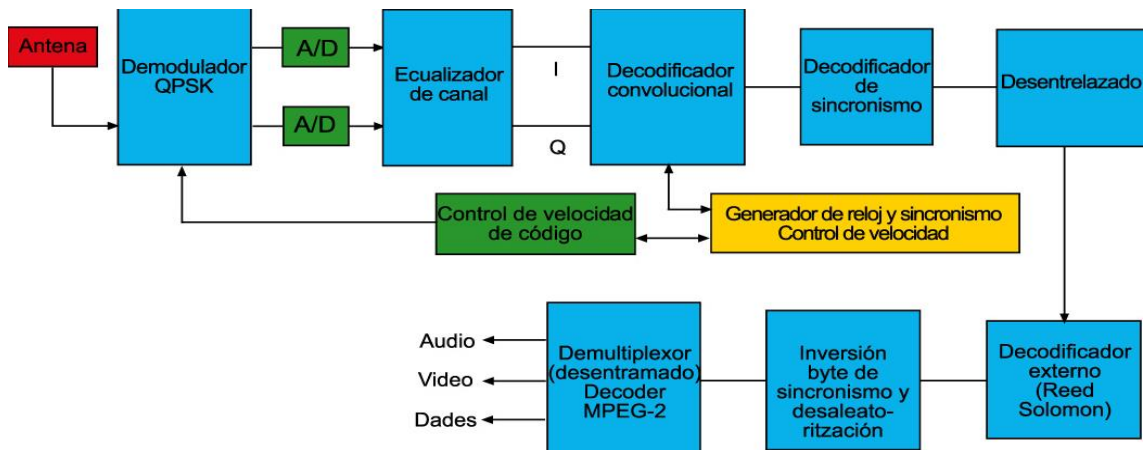 Antena
Demodulador
QPSK
A/D
A/D
Ecualizador
de canal
I
Q
Decodificador
convolucional
Decodificador
de
sincronismo
Desentrelazado
Control de velocidad
de código
Generador de reloj y sincronismo
Control de velocidad
Audio
Video
Dades
Demultiplexor
(desentramado)
Decoder
MPEG-2
Inversión
byte de
sincronismo y
desaleato-
ritzación
Decodificador
externo
(Reed
Solomon)